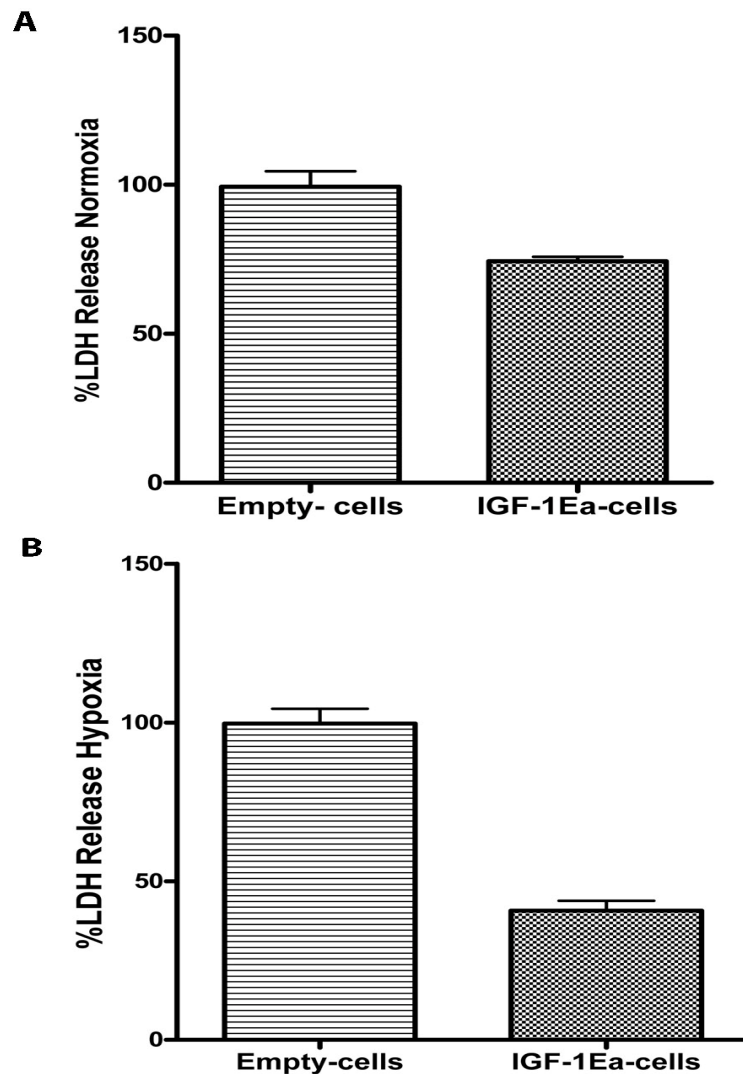 A
150
100
50
0
%LDH Release Normoxia
Empty- cells
IGF-1Ea-cells
B
150
100
50
0
%LDH Release Hypoxia
Empty-cells
IGF-1Ea-cells